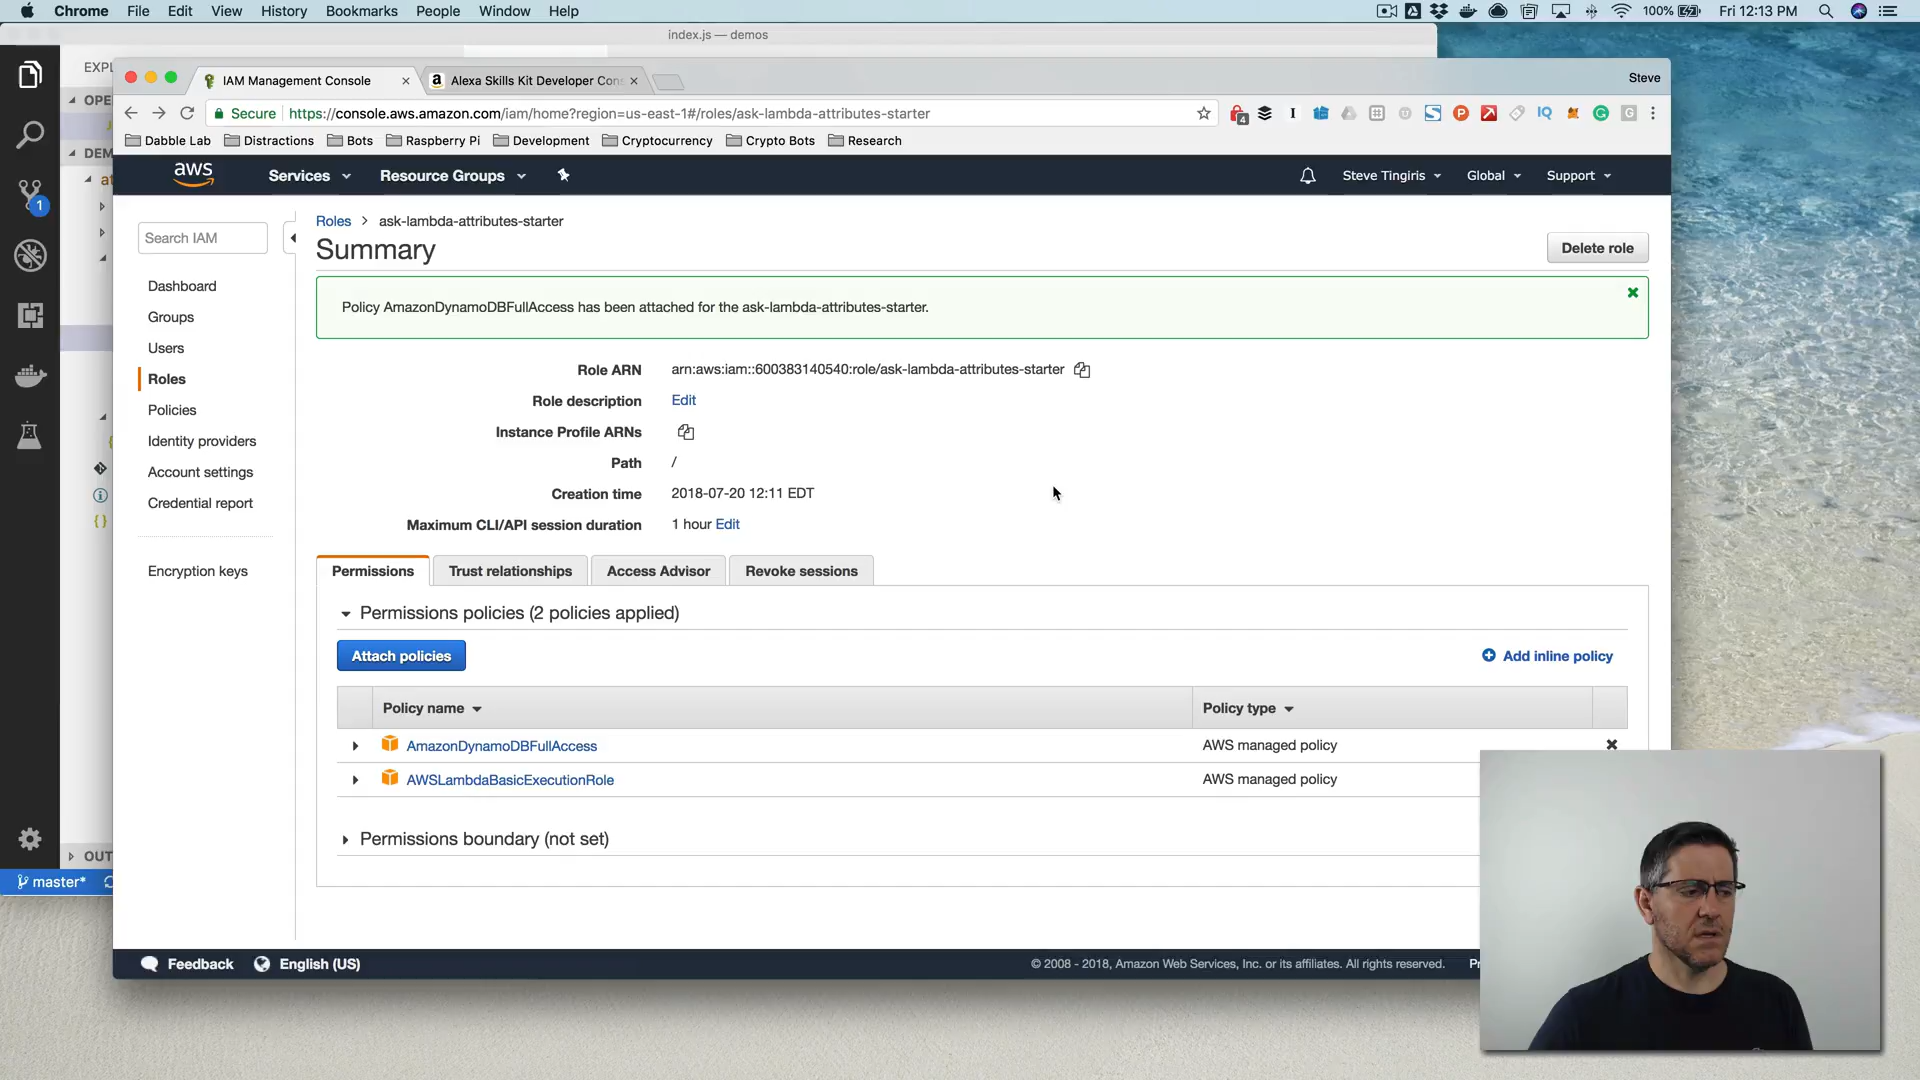 Chrome File Edit View History Bookmarks People Window Help
100% Fri 12:13 PM
index.js — demos
EXPL
IAM Management Console
Alexa Skills Kit Developer Con
Steve
Secure https://console.aws.amazon.com/iam/home?region=us-east-1#/roles/ask-lambda-attributes-starter
4
Dabble Lab Distractions Bots Raspberry Pi Development Cryptocurrency Crypto Bots Research
OPE
DEM
at
1
aws Services Resource Groups Steve Tingiris Global Support
Search IAM
Dashboard
Groups
Users
Roles
Policies
Identity providers
Account settings
Credential report
Encryption keys
Roles > ask-lambda-attributes-starter
Summary
Delete role
Policy AmazonDynamoDBFullAccess has been attached for the ask-lambda-attributes-starter.
Role ARN arn:aws:iam::600383140540:role/ask-lambda-attributes-starter
Role description Edit
Instance Profile ARNs
Path /
Creation time 2018-07-20 12:11 EDT
Maximum CLI/API session duration 1 hour Edit
Permissions Trust relationships Access Advisor Revoke sessions
Permissions policies (2 policies applied)
Attach policies
Add inline policy
Policy name Policy type
AmazonDynamoDBFullAccess AWS managed policy
AWSLambdaBasicExecutionRole AWS managed policy
Permissions boundary (not set)
OUT
master*
Feedback English (US)
© 2008 - 2018, Amazon Web Services, Inc. or its affiliates. All rights reserved. Pr